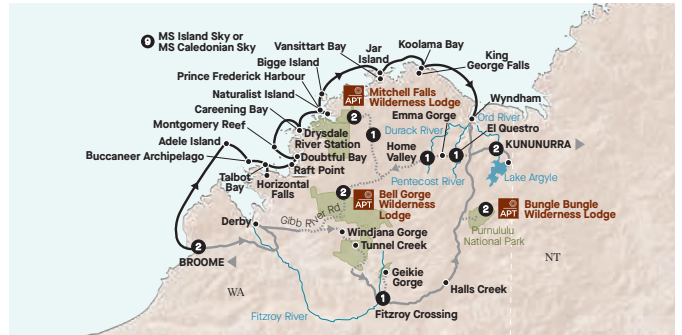 9 MS Island Sky or
MS Caledonian Sky
Vansittart Bay
Jar
Island
Koolama Bay
King
George Falls
Bigge Island
Prince Frederick Harbour
Naturalist Island
Careening Bay
Montgomery Reef
Adele Island
Buccaneer Archipelago
Talbot
Bay
Horizontal
Falls
Raft Point
Doubtful Bay
Drysdale
River Station
APT
Mitchell Falls
Wilderness Lodge
2
1
Emma Gorge
Durack River
Home
Valley
1
1
Wyndham
Ord River
El Questro
2
KUNUNURRA
Lake Argyle
Pentecost River
2
APT
Bell Gorge
Wilderness
Lodge
2
APT
Bungle Bungle
Wilderness Lodge
Purnululu
National Park
Derby
Gibb River Rd
Windjana Gorge
Tunnel Creek
2
BROOME
NT
WA
Geikie
Gorge
Halls Creek
1
Fitzroy Crossing
Fitzroy River